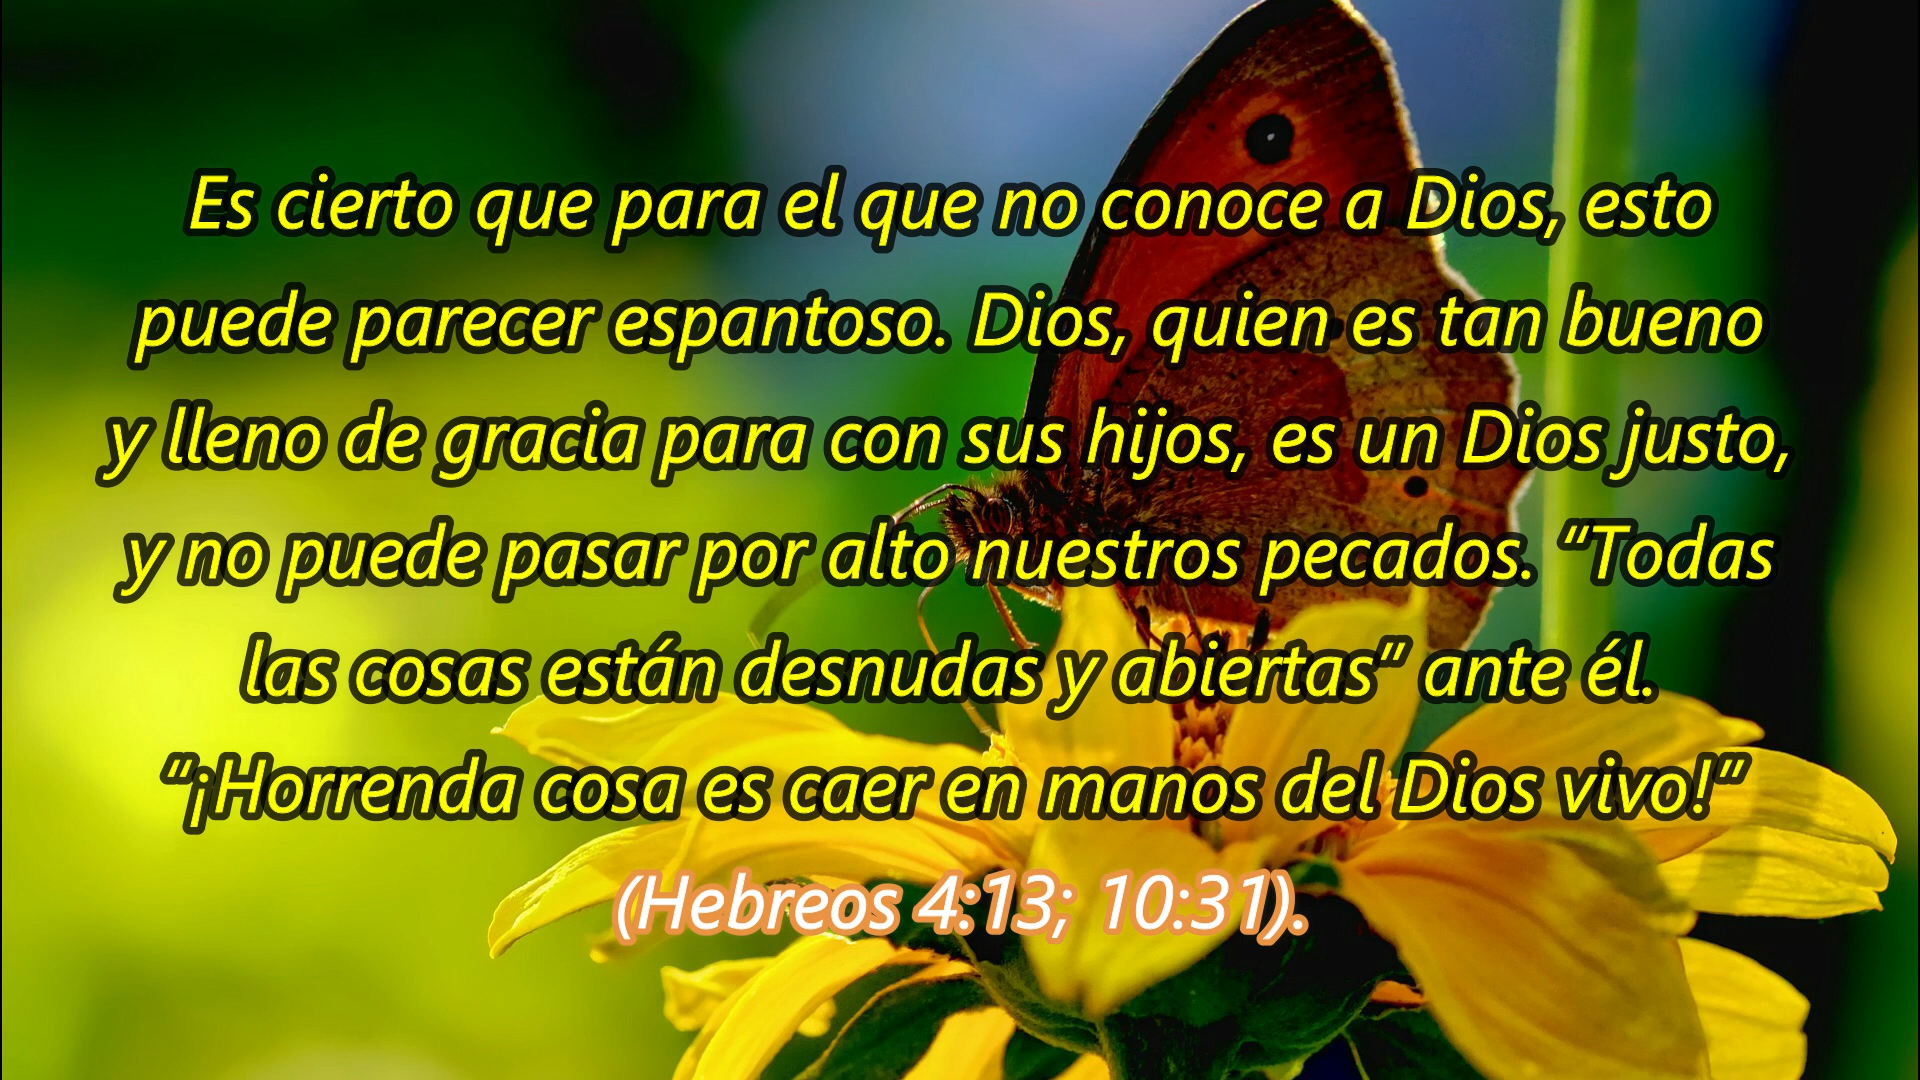 Es cierto que para el que no conoce a Dios, esto
puede parecer espantoso. Dios, quien es tan bueno
y lleno de gracia para con sus hijos, es un Dios justo,
y no puede pasar por alto nuestros pecados. “Todas
las cosas están desnudas y abiertas” ante él.
“¡Horrenda cosa es caer en manos del Dios vivo!”
(Hebreos 4:13; 10:31).